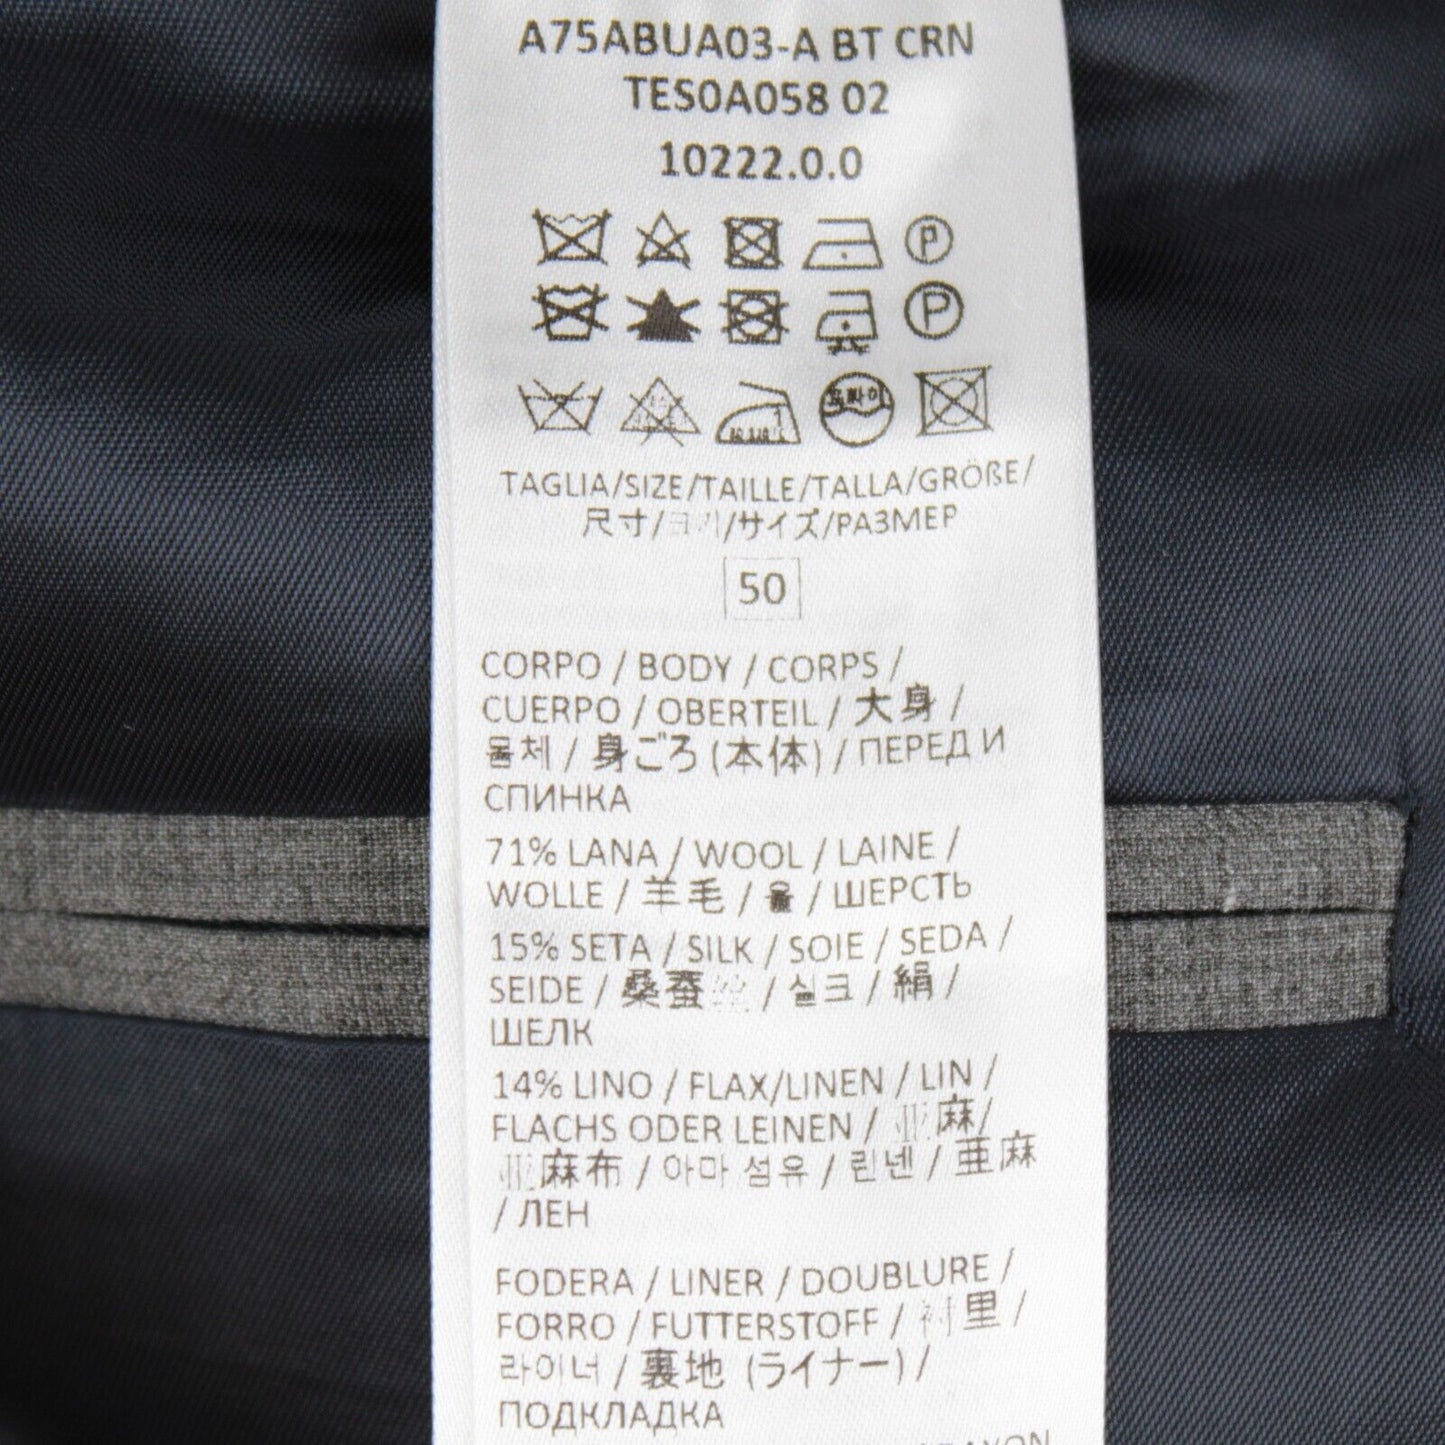 A75ABUA03-A BT CRN
TES0A058 02
10222.0.0
P
P
TAGLIA/SIZE/TAILLE/TALLA/GRÖßE/
尺寸/크기/サイズ/РАЗМЕР
50
CORPO / BODY / CORPS /
CUERPO / OBERTEIL / 大身 /
몸체 / 身ごろ (本体) / ПЕРЕД И
СПИНКА
71% LANA / WOOL / LAINE /
WOLLE / 羊毛 / 울 / ШЕРСТЬ
15% SETA / SILK / SOIE / SEDA /
SEIDE / 桑蚕丝 / 실크 / 絹 /
ШЕЛК
14% LINO / FLAX/LINEN / LIN /
FLACHS ODER LEINEN / 亚麻/
亚麻布 / 아마 섬유 / 린넨 / 亜麻
/ ЛЕН
FODERA / LINER / DOUBLURE /
FORRO / FUTTERSTOFF / 衬里 /
라이너 / 裏地 (ライナー) /
ПОДКЛАДКА